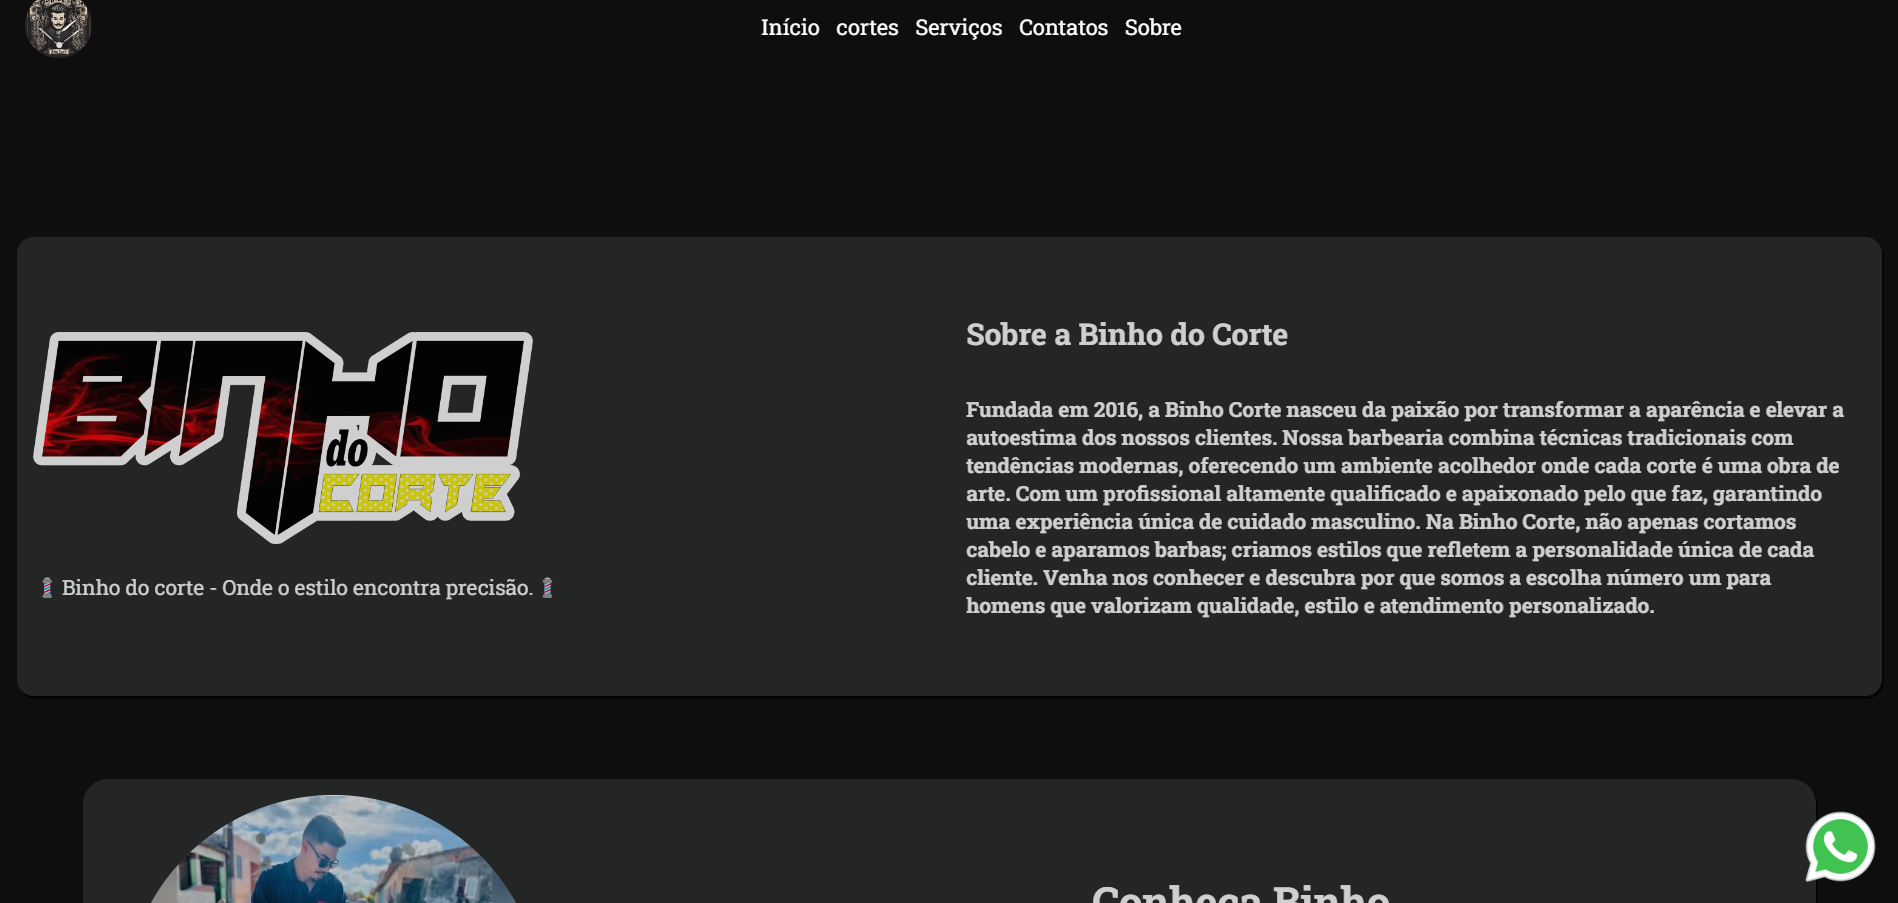 Início cortes Serviços Contatos Sobre
BINHO
do
CORTE
💈 Binho do corte - Onde o estilo encontra precisão. 💈
Sobre a Binho do Corte
Fundada em 2016, a Binho Corte nasceu da paixão por transformar a aparência e elevar a
autoestima dos nossos clientes. Nossa barbearia combina técnicas tradicionais com
tendências modernas, oferecendo um ambiente acolhedor onde cada corte é uma obra de
arte. Com um profissional altamente qualificado e apaixonado pelo que faz, garantindo
uma experiência única de cuidado masculino. Na Binho Corte, não apenas cortamos
cabelo e aparamos barbas; criamos estilos que refletem a personalidade única de cada
cliente. Venha nos conhecer e descubra por que somos a escolha número um para
homens que valorizam qualidade, estilo e atendimento personalizado.
Conheça Binho